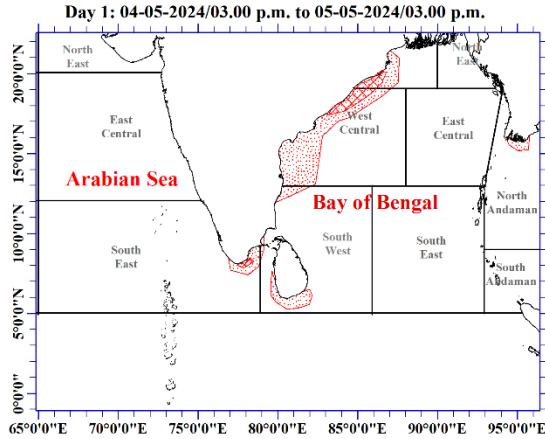 Day 1: 04-05-2024/03.00 p.m. to 05-05-2024/03.00 p.m.
North
East
North
East
East
Central
West
Central
East
Central
Arabian Sea
Bay of Bengal
North
Andaman
South
East
South
West
South
East
South
Andaman
20°0'0"N
15°0'0"N
10°0'0"N
5°0'0"N
0°0'0"
65°0'0"E 70°0'0"E 75°0'0"E 80°0'0"E 85°0'0"E 90°0'0"E 95°0'0"E